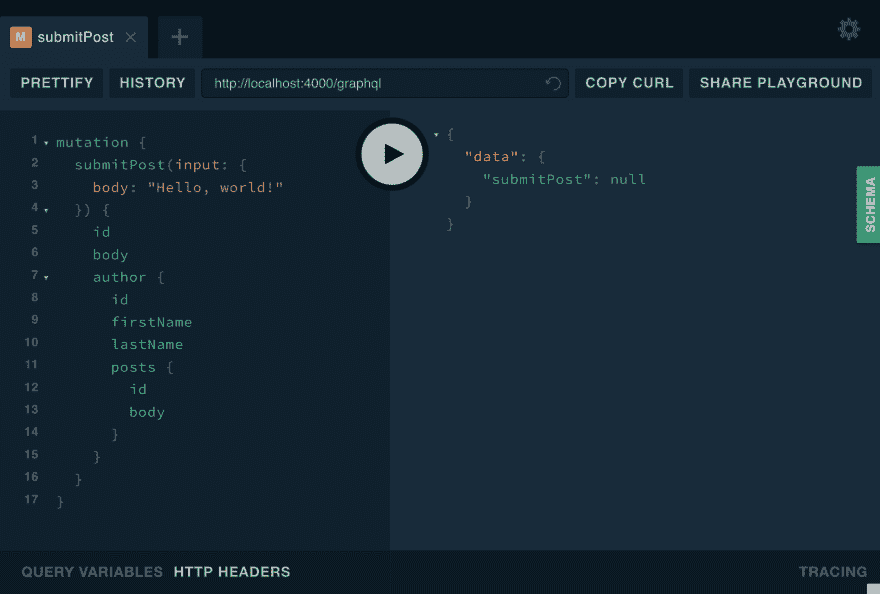 M submitPost
PRETTIFY HISTORY http://localhost:4000/graphql COPY CURL SHARE PLAYGROUND
1 mutation {
2 submitPost(input: {
3 body: "Hello, world!"
4 }) {
5 id
6 body
7 author {
8 id
9 firstName
10 lastName
11 posts {
12 id
13 body
14 }
15 }
16 }
17 }
{
"data": {
"submitPost": null
}
}
SCHEMA
QUERY VARIABLES HTTP HEADERS TRACING